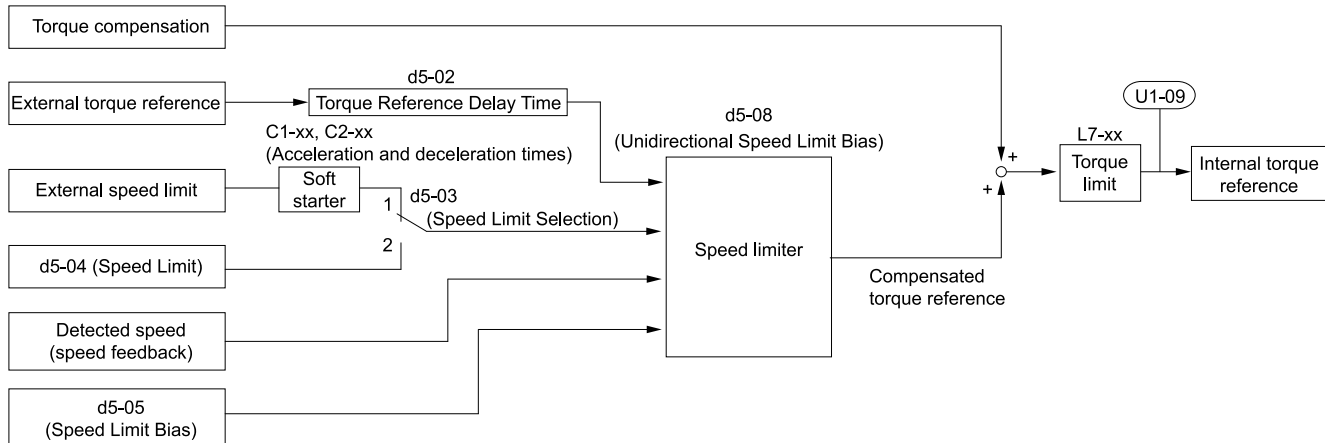 Torque compensation
External torque reference
d5-02
Torque Reference Delay Time
C1-xx, C2-xx
(Acceleration and deceleration times)
External speed limit
Soft
starter
1
d5-03
(Speed Limit Selection)
2
d5-04 (Speed Limit)
Detected speed
(speed feedback)
d5-05
(Speed Limit Bias)
d5-08
(Unidirectional Speed Limit Bias)
Speed limiter
Compensated
torque reference
+
+
L7-xx
Torque
limit
U1-09
Internal torque
reference